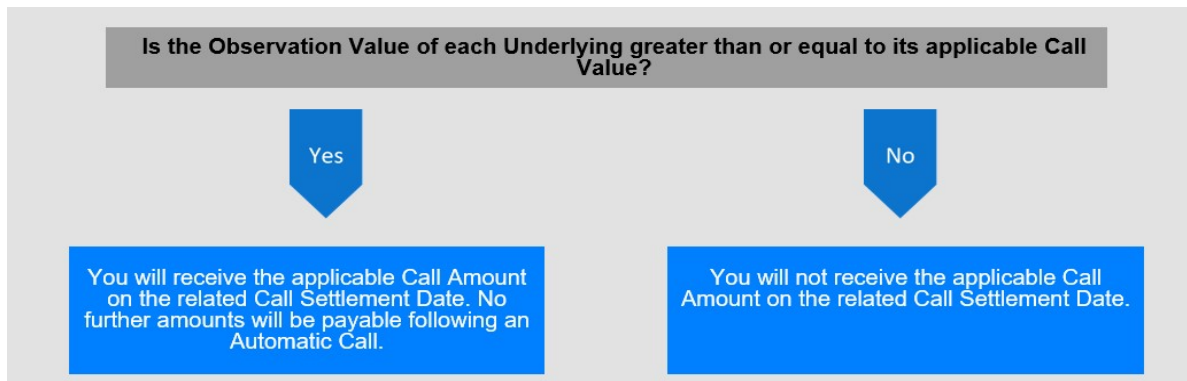 Is the Observation Value of each Underlying greater than or equal to its applicable Call
Value?
Yes
No
You will receive the applicable Call Amount
on the related Call Settlement Date. No
further amounts will be payable following an
Automatic Call.
You will not receive the applicable Call
Amount on the related Call Settlement Date.